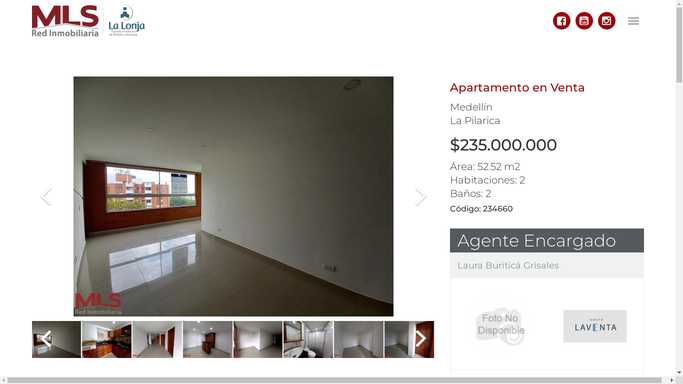 MLS
Red Inmobiliaria
La Lonja
Apartamento en Venta
Medellín
La Pilarica
$235.000.000
Área: 52.52 m2
Habitaciones: 2
Baños: 2
Código: 234660
Agente Encargado
Laura Buriticá Grisales
Foto No
Disponible
LAVENTA
MLS
Red Inmobiliaria